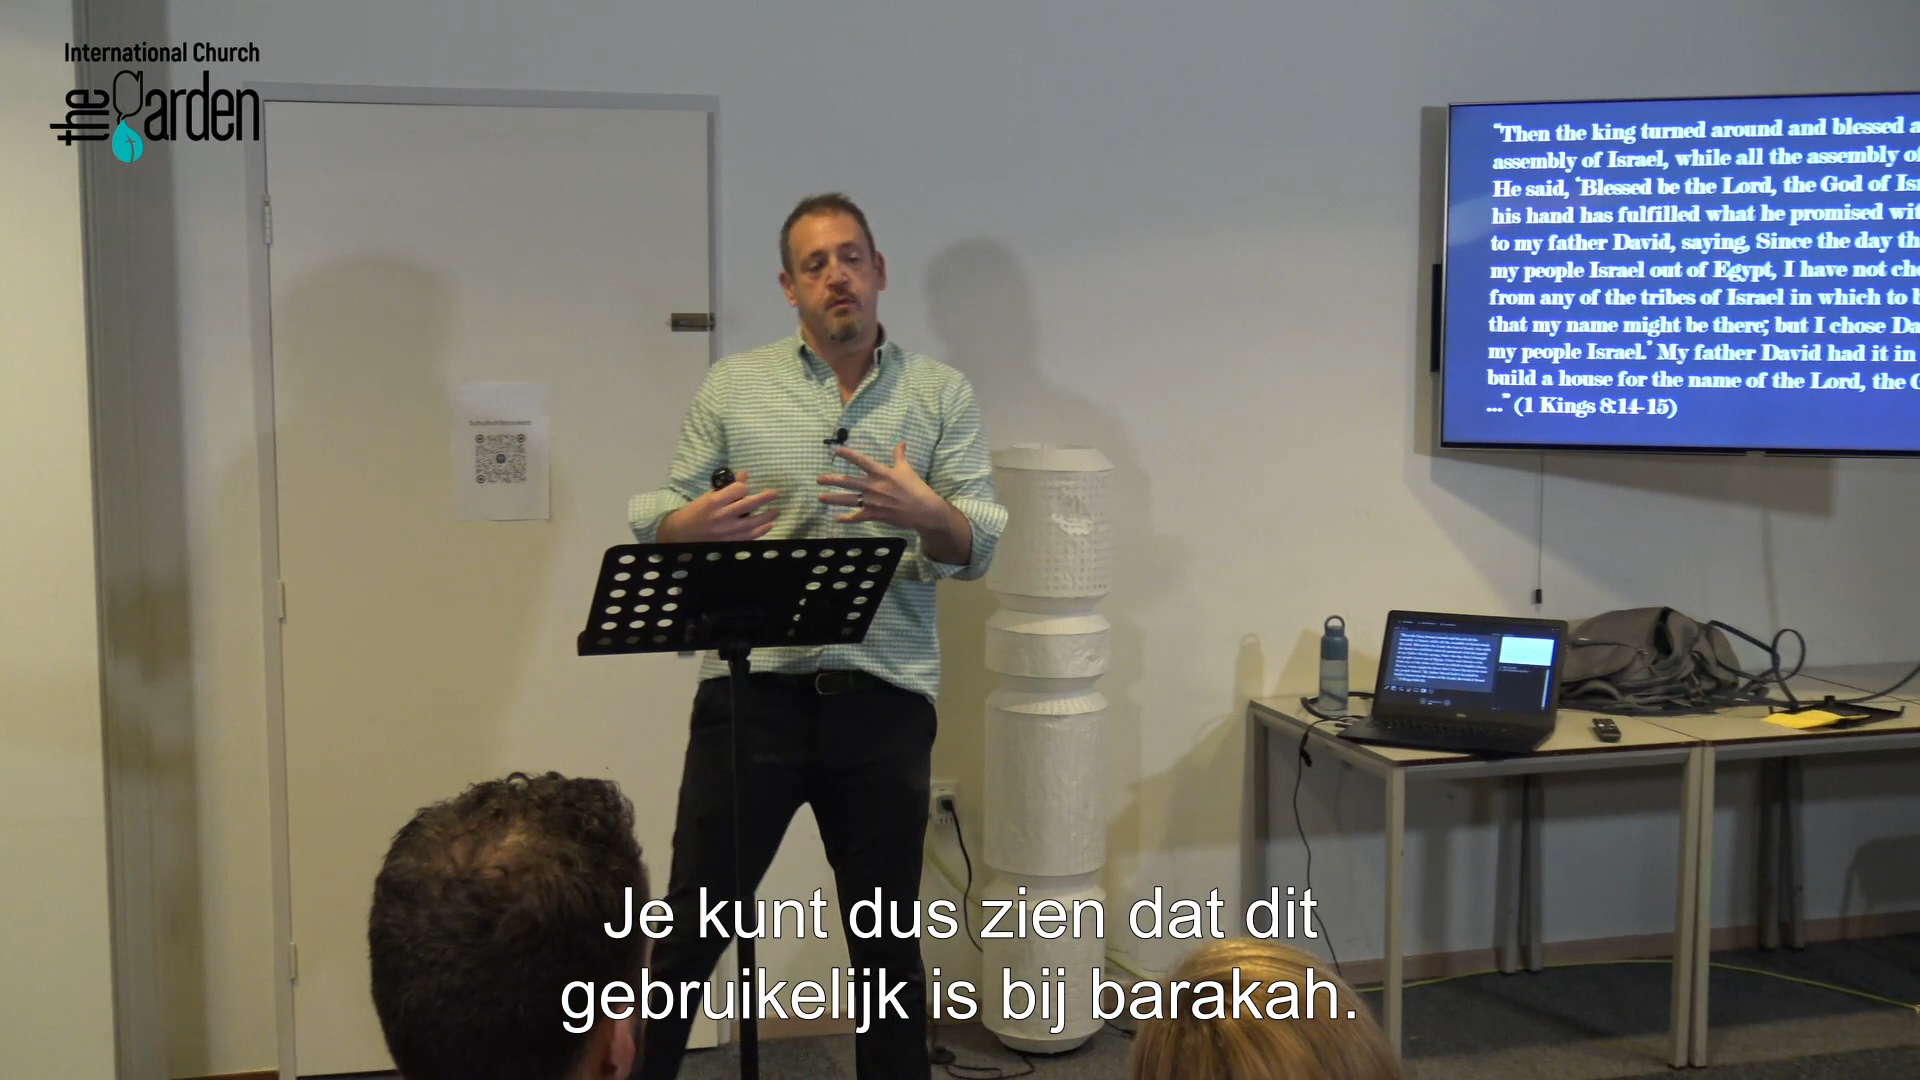 International Church
the Garden
"Then the king turned around and blessed a
assembly of Israel, while all the assembly of
He said, 'Blessed be the Lord, the God of Isr
his hand has fulfilled what he promised wit
to my father David, saying, Since the day th
my people Israel out of Egypt, I have not cho
from any of the tribes of Israel in which to b
that my name might be there; but I chose Da
my people Israel.' My father David had it in
build a house for the name of the Lord, the G
..." (1 Kings 8:14-15)
Je kunt dus zien dat dit
gebruikelijk is bij barakah.